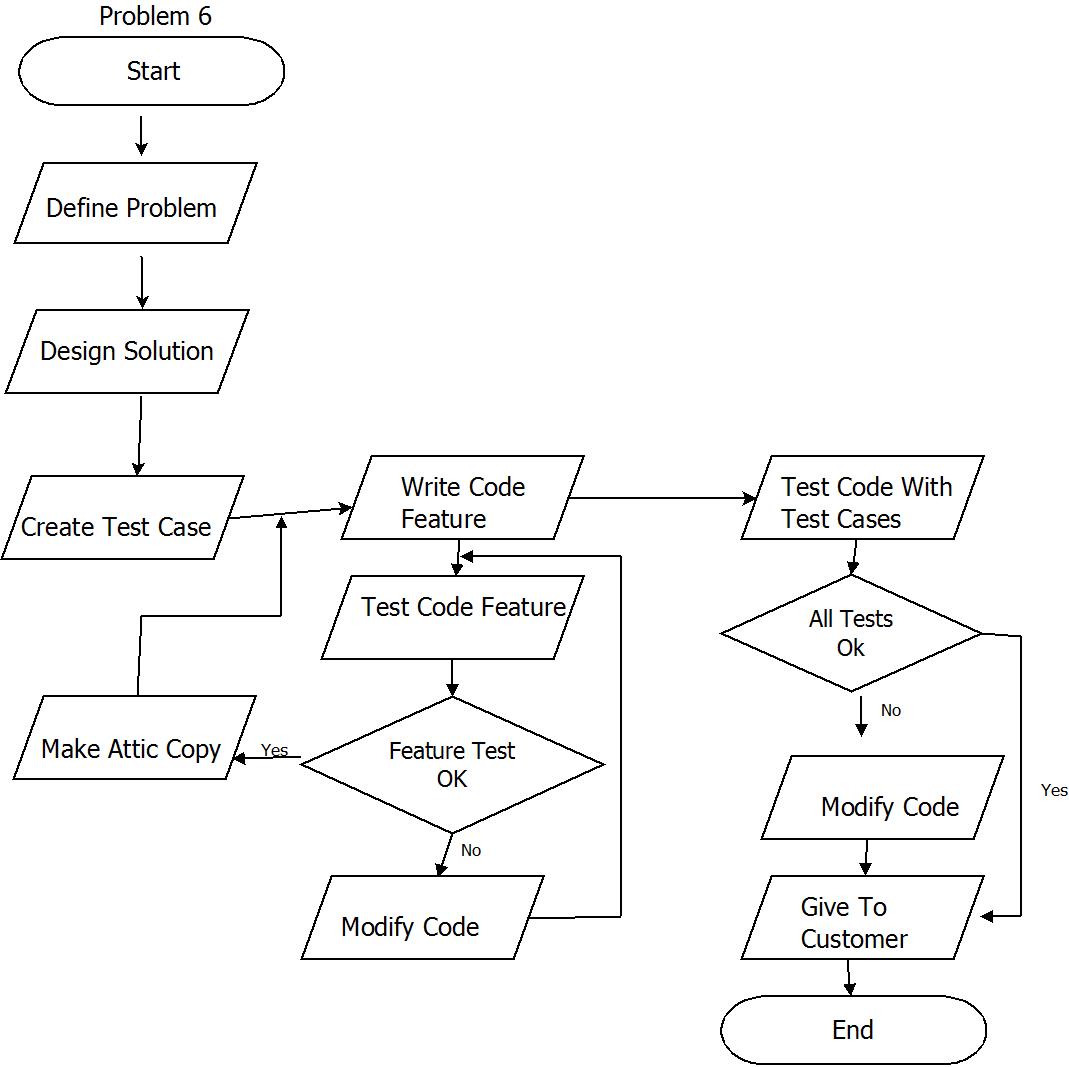 Problem 6
Start
Define Problem
Design Solution
Create Test Case
Write Code
Feature
Test Code Feature
Feature Test
OK
Yes
Make Attic Copy
No
Modify Code
Test Code With
Test Cases
All Tests
Ok
No
Yes
Modify Code
Give To
Customer
End